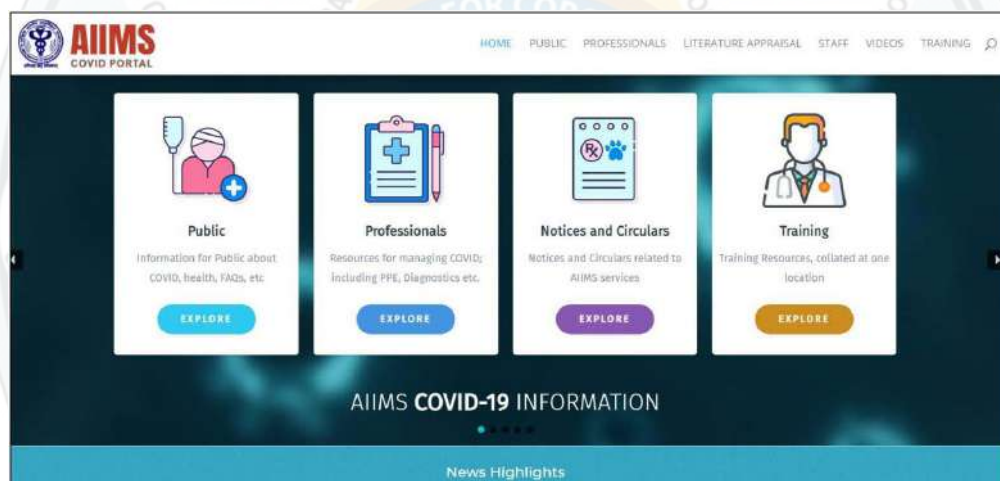 AIIMS
COVID PORTAL
HOME PUBLIC PROFESSIONALS LITERATURE APPRAISAL STAFF VIDEOS TRAINING
Public
Information for Public about
COVID, health, FAQs, etc
EXPLORE
Professionals
Resources for managing COVID;
including PPE, Diagnostics etc.
EXPLORE
Rx
Notices and Circulars
Notices and Circulars related to
AIIMS services
EXPLORE
Training
Training Resources, collated at one
location
EXPLORE
AIIMS COVID-19 INFORMATION
News Highlights